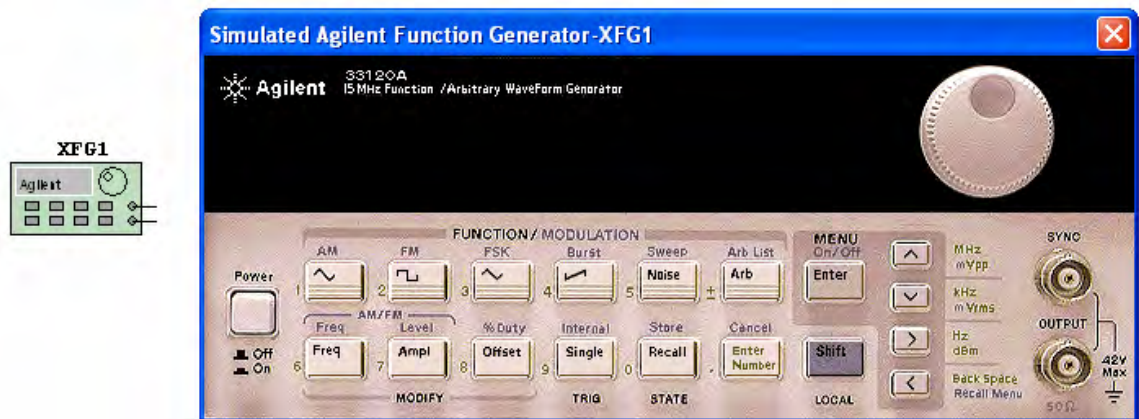 XFG1
Agilent
Simulated Agilent Function Generator-XFG1
Agilent 33120A
15 MHz Function / Arbitrary WaveForm Genorator
FUNCTION / MODULATION
AM FM FSK Burst Sweep Arb List
1 2 3 4 5 Noise ± Arb
MENU
On/Off
Enter
MHz
mVpp
kHz
mVrms
Hz
dBm
Back Space
Recall Menu
SYNC
OUTPUT
42V
Max
50Ω
Power
Off
On
AM/FM
Freq Level % Duty Internal Store Cancel
6 Freq 7 Ampl 8 Offset 9 Single 0 Recall . Enter Number
Shift
MODIFY TRIG STATE LOCAL